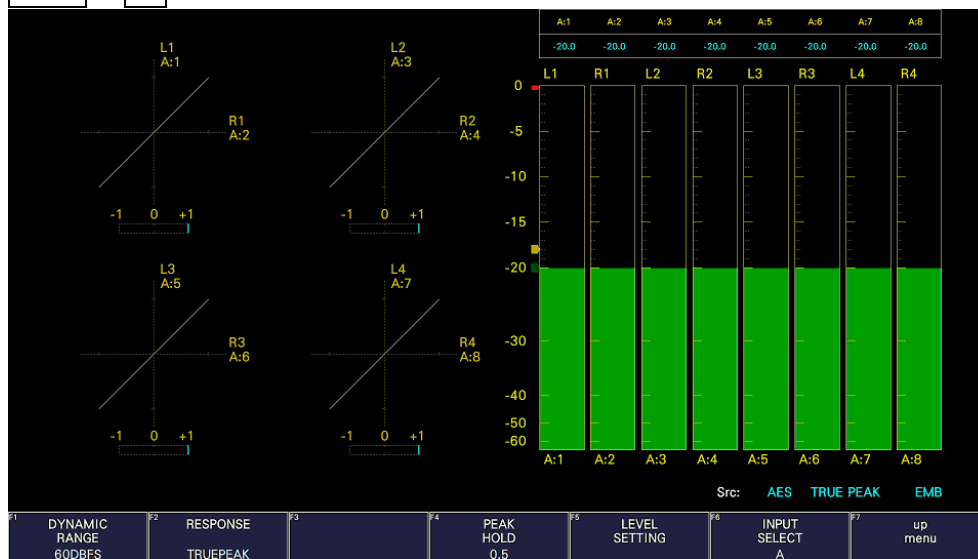 A:1 A:2 A:3 A:4 A:5 A:6 A:7 A:8
-20.0 -20.0 -20.0 -20.0 -20.0 -20.0 -20.0 -20.0
L1 R1 L2 R2 L3 R3 L4 R4
L1
A:1
R1
A:2
-1 0 +1
L2
A:3
R2
A:4
-1 0 +1
L3
A:5
R3
A:6
-1 0 +1
L4
A:7
R4
A:8
-1 0 +1
0
-5
-10
-15
-20
-30
-40
-50
-60
A:1 A:2 A:3 A:4 A:5 A:6 A:7 A:8
Src: AES TRUE PEAK EMB
F1 DYNAMIC RANGE 60DBFS
F2 RESPONSE TRUEPEAK
F3
F4 PEAK HOLD 0.5
F5 LEVEL SETTING
F6 INPUT SELECT A
F7 up menu